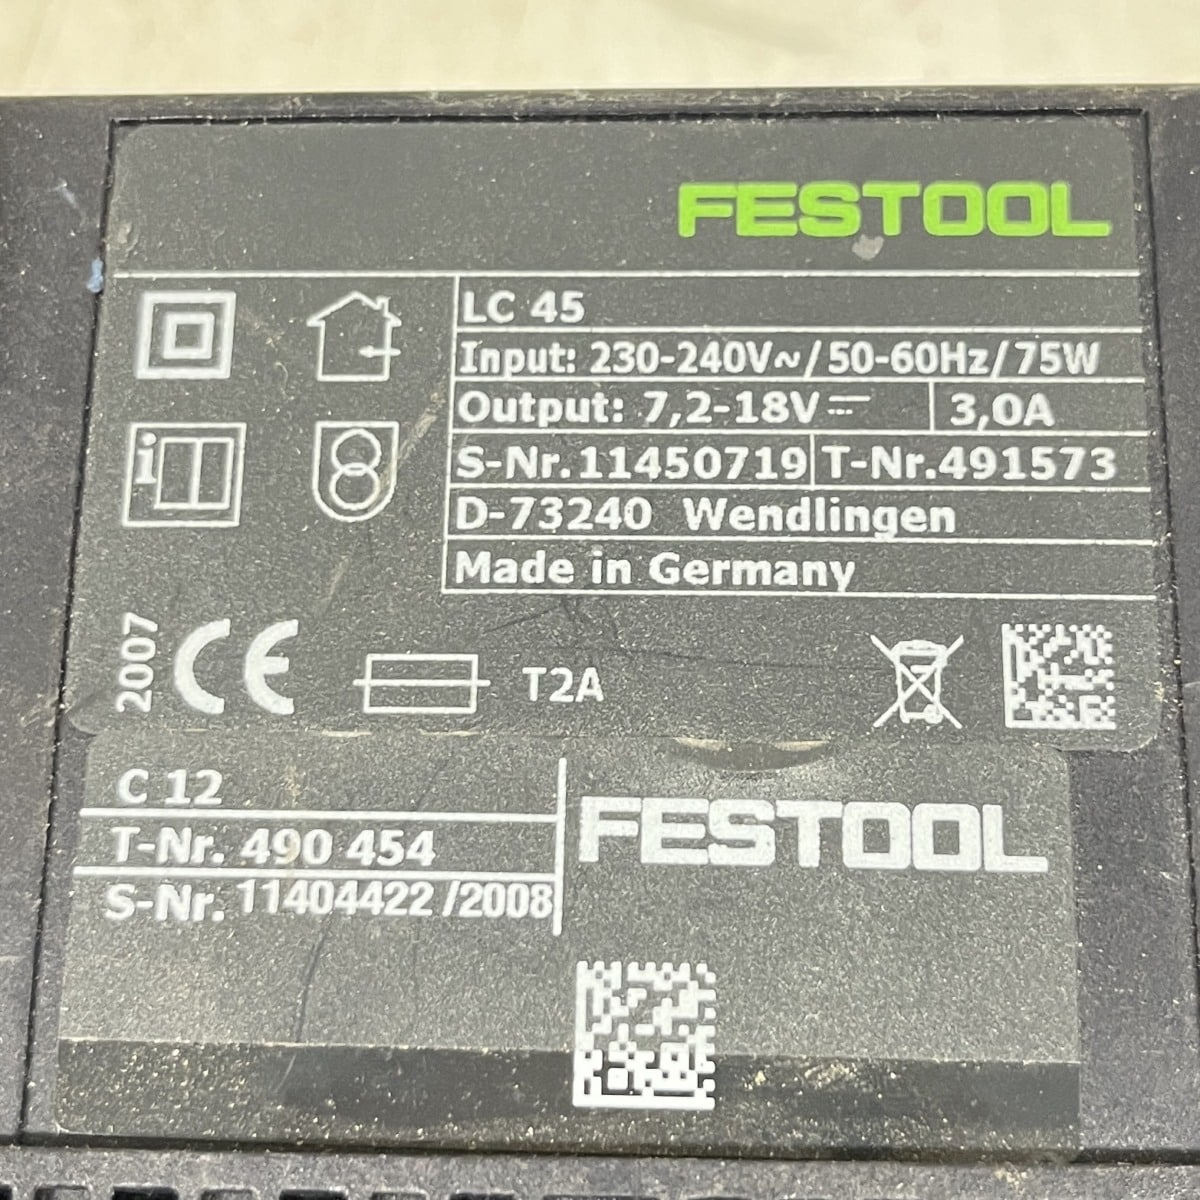 FESTOOL
LC 45
Input: 230-240V~/50-60Hz/75W
Output: 7,2-18V 3,0A
S-Nr.11450719 T-Nr.491573
D-73240 Wendlingen
Made in Germany
i
2007 CE T2A
C 12
T-Nr. 490 454
S-Nr. 11404422/2008
FESTOOL